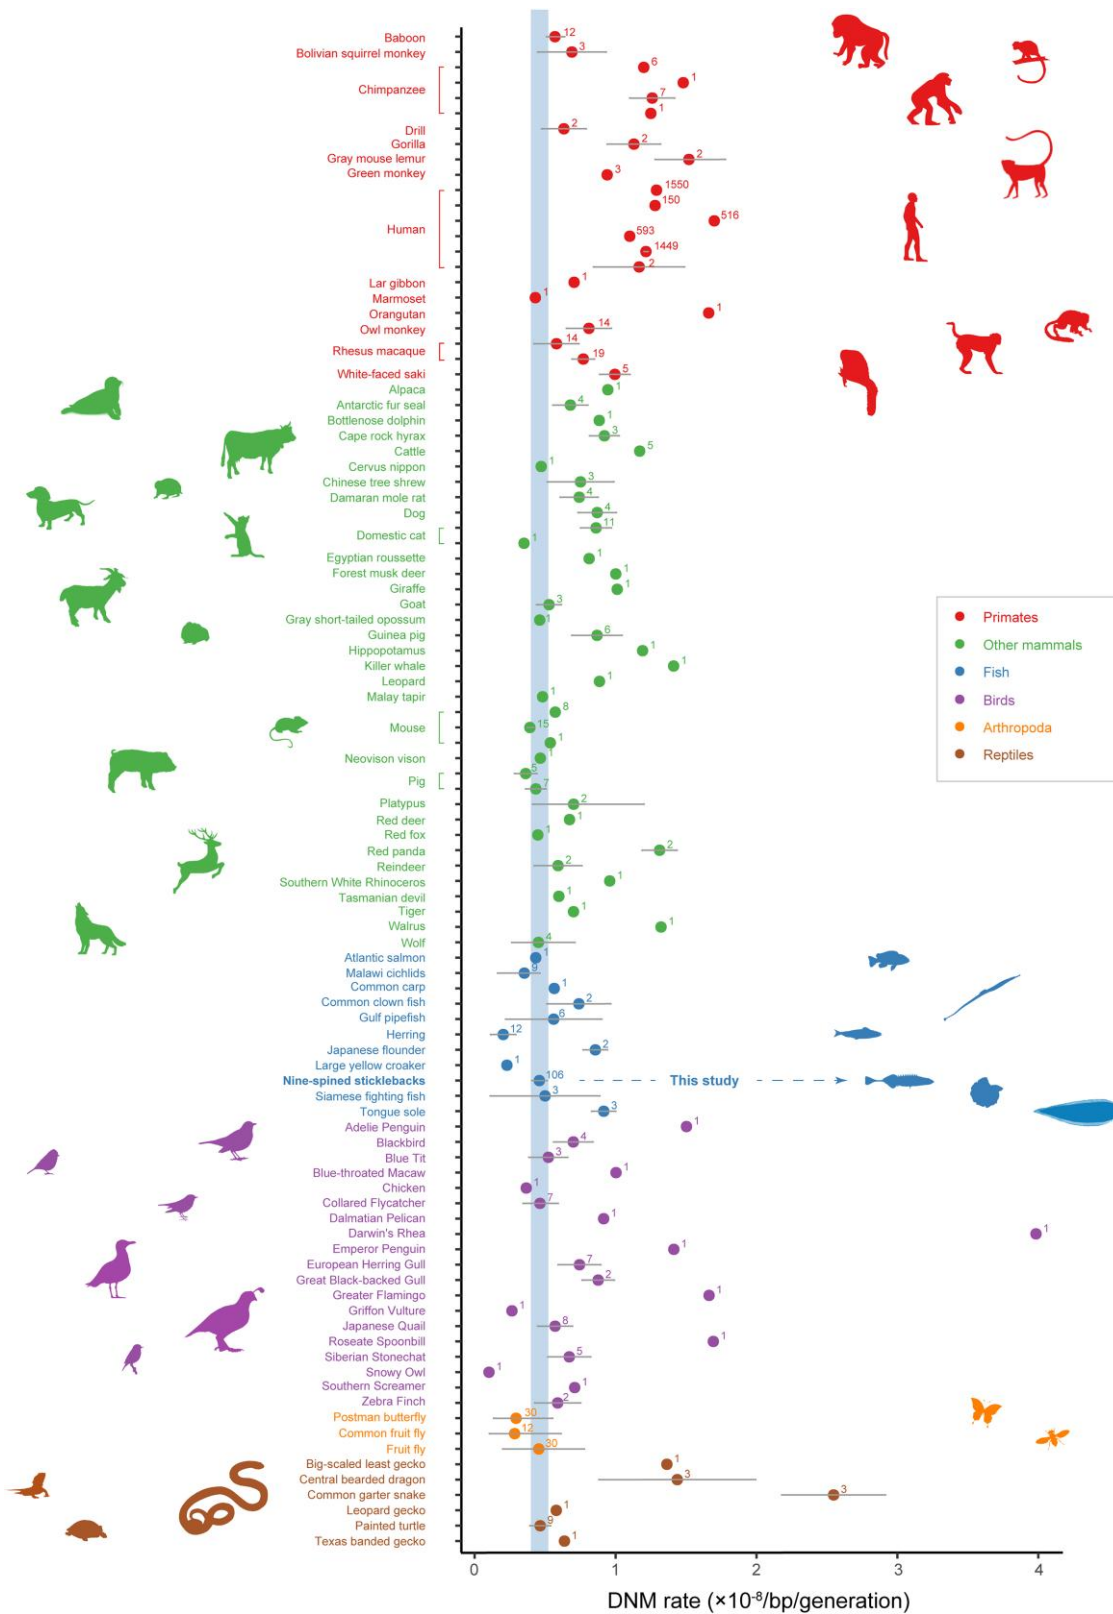 Baboon 12
Bolivian squirrel monkey 3
6
1
Chimpanzee
7
1
Drill 2
Gorilla 2
Gray mouse lemur 2
Green monkey 3
1550
150
516
Human
593
1449
2
Lar gibbon 1
Marmoset 1
Orangutan 1
Owl monkey 14
14
Rhesus macaque
19
White-faced saki 5
Alpaca 1
Antarctic fur seal 4
Bottlenose dolphin 1
Cape rock hyrax 3
Cattle 5
Cervus nippon 1
Chinese tree shrew 3
Damaran mole rat 4
Dog 4
11
Domestic cat
1
Egyptian roussette 1
Forest musk deer 1
Giraffe 1
Goat 3
Gray short-tailed opossum 1
Guinea pig 6
Hippopotamus 1
Killer whale 1
Leopard 1
Malay tapir 1
8
Mouse 15
1
Neovison vison 1
5
Pig
7
Platypus 2
Red deer 1
Red fox 1
Red panda 2
Reindeer 2
Southern White Rhinoceros 1
Tasmanian devil 1
Tiger 1
Walrus 1
Wolf 4
Atlantic salmon 1
Malawi cichlids 9
Common carp 1
Common clown fish 2
Gulf pipefish 6
Herring 12
Japanese flounder 2
Large yellow croaker 1
Nine-spined sticklebacks 106 This study
Siamese fighting fish 3
Tongue sole 3
Adelie Penguin 1
Blackbird 4
Blue Tit 3
Blue-throated Macaw 1
Chicken 1
Collared Flycatcher 7
Dalmatian Pelican 1
Darwin's Rhea 1
Emperor Penguin 1
European Herring Gull 7
Great Black-backed Gull 2
Greater Flamingo 1
Griffon Vulture 1
Japanese Quail 8
Roseate Spoonbill 1
Siberian Stonechat 5
Snowy Owl 1
Southern Screamer 1
Zebra Finch 2
Postman butterfly 30
Common fruit fly 12
Fruit fly 30
Big-scaled least gecko 1
Central bearded dragon 3
Common garter snake 3
Leopard gecko 1
Painted turtle 9
Texas banded gecko 1
Primates
Other mammals
Fish
Birds
Arthropoda
Reptiles
0 1 2 3 4
DNM rate (×10⁻⁸/bp/generation)